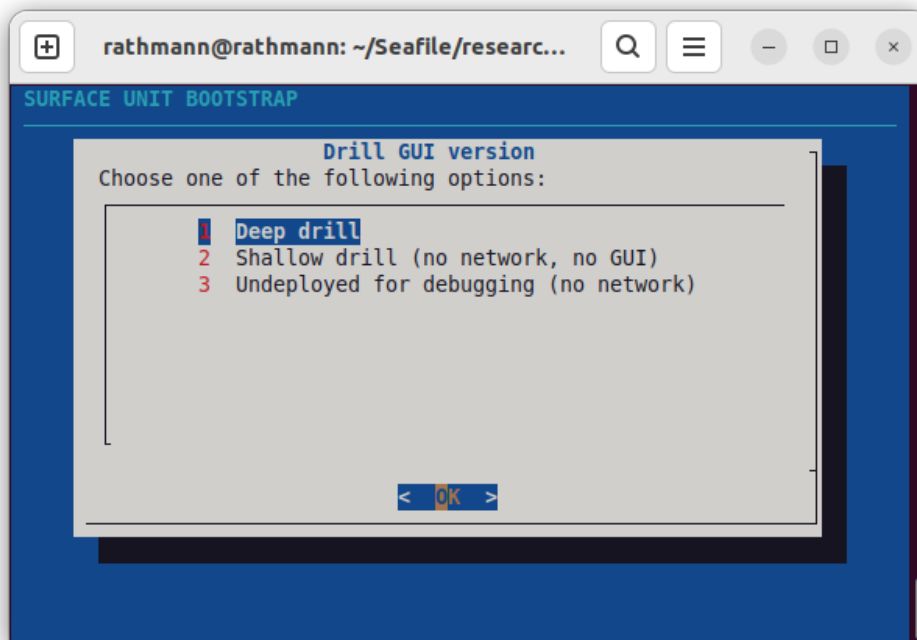 rathmann@rathmann: ~/Seafile/researc...
SURFACE UNIT BOOTSTRAP
Drill GUI version
Choose one of the following options:
1 Deep drill
2 Shallow drill (no network, no GUI)
3 Undeployed for debugging (no network)
< OK >